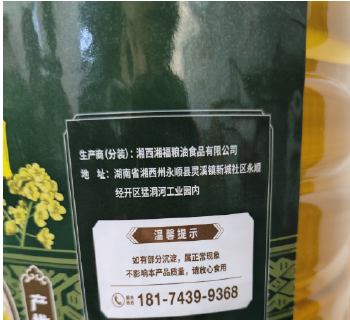 生产商(分装)：湘西湘福粮油食品有限公司
地　址：湖南省湘西州永顺县灵溪镇新城社区永顺
经开区猛洞河工业园内
温馨提示
如有部分沉淀，属正常现象
不影响本产品质量，请放心食用
181-7439-9368
产